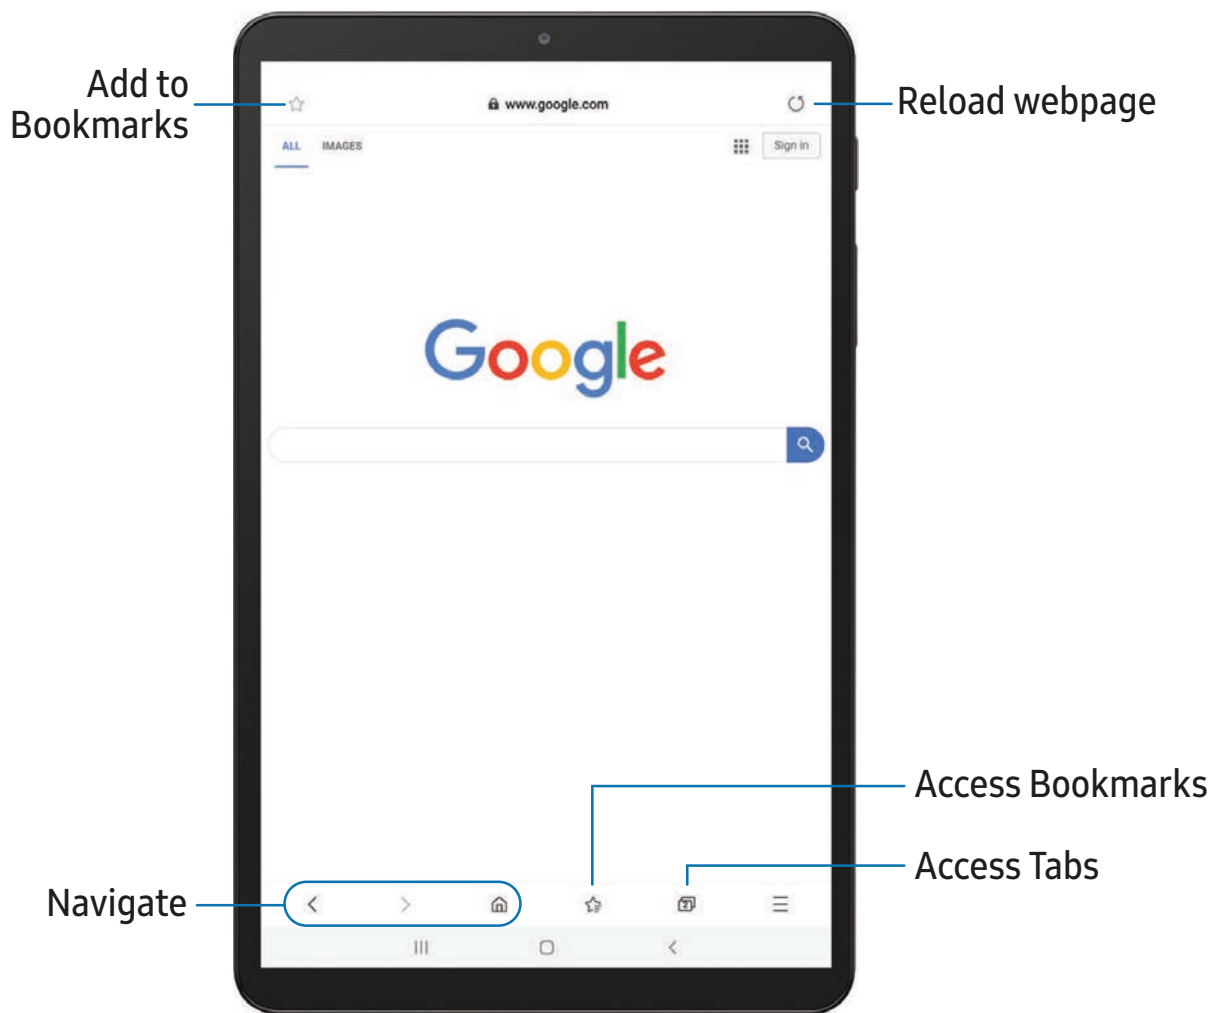 Add to
Bookmarks
www.google.com
Reload webpage
ALL IMAGES
Sign in
Google
Access Bookmarks
Access Tabs
Navigate